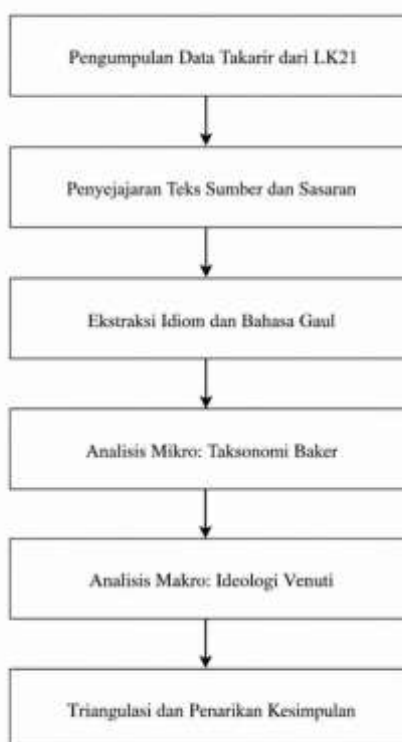 Pengumpulan Data Takarir dari LK21
Penyejajaran Teks Sumber dan Sasaran
Ekstraksi Idiom dan Bahasa Gaul
Analisis Mikro: Taksonomi Baker
Analisis Makro: Ideologi Venuti
Triangulasi dan Penarikan Kesimpulan